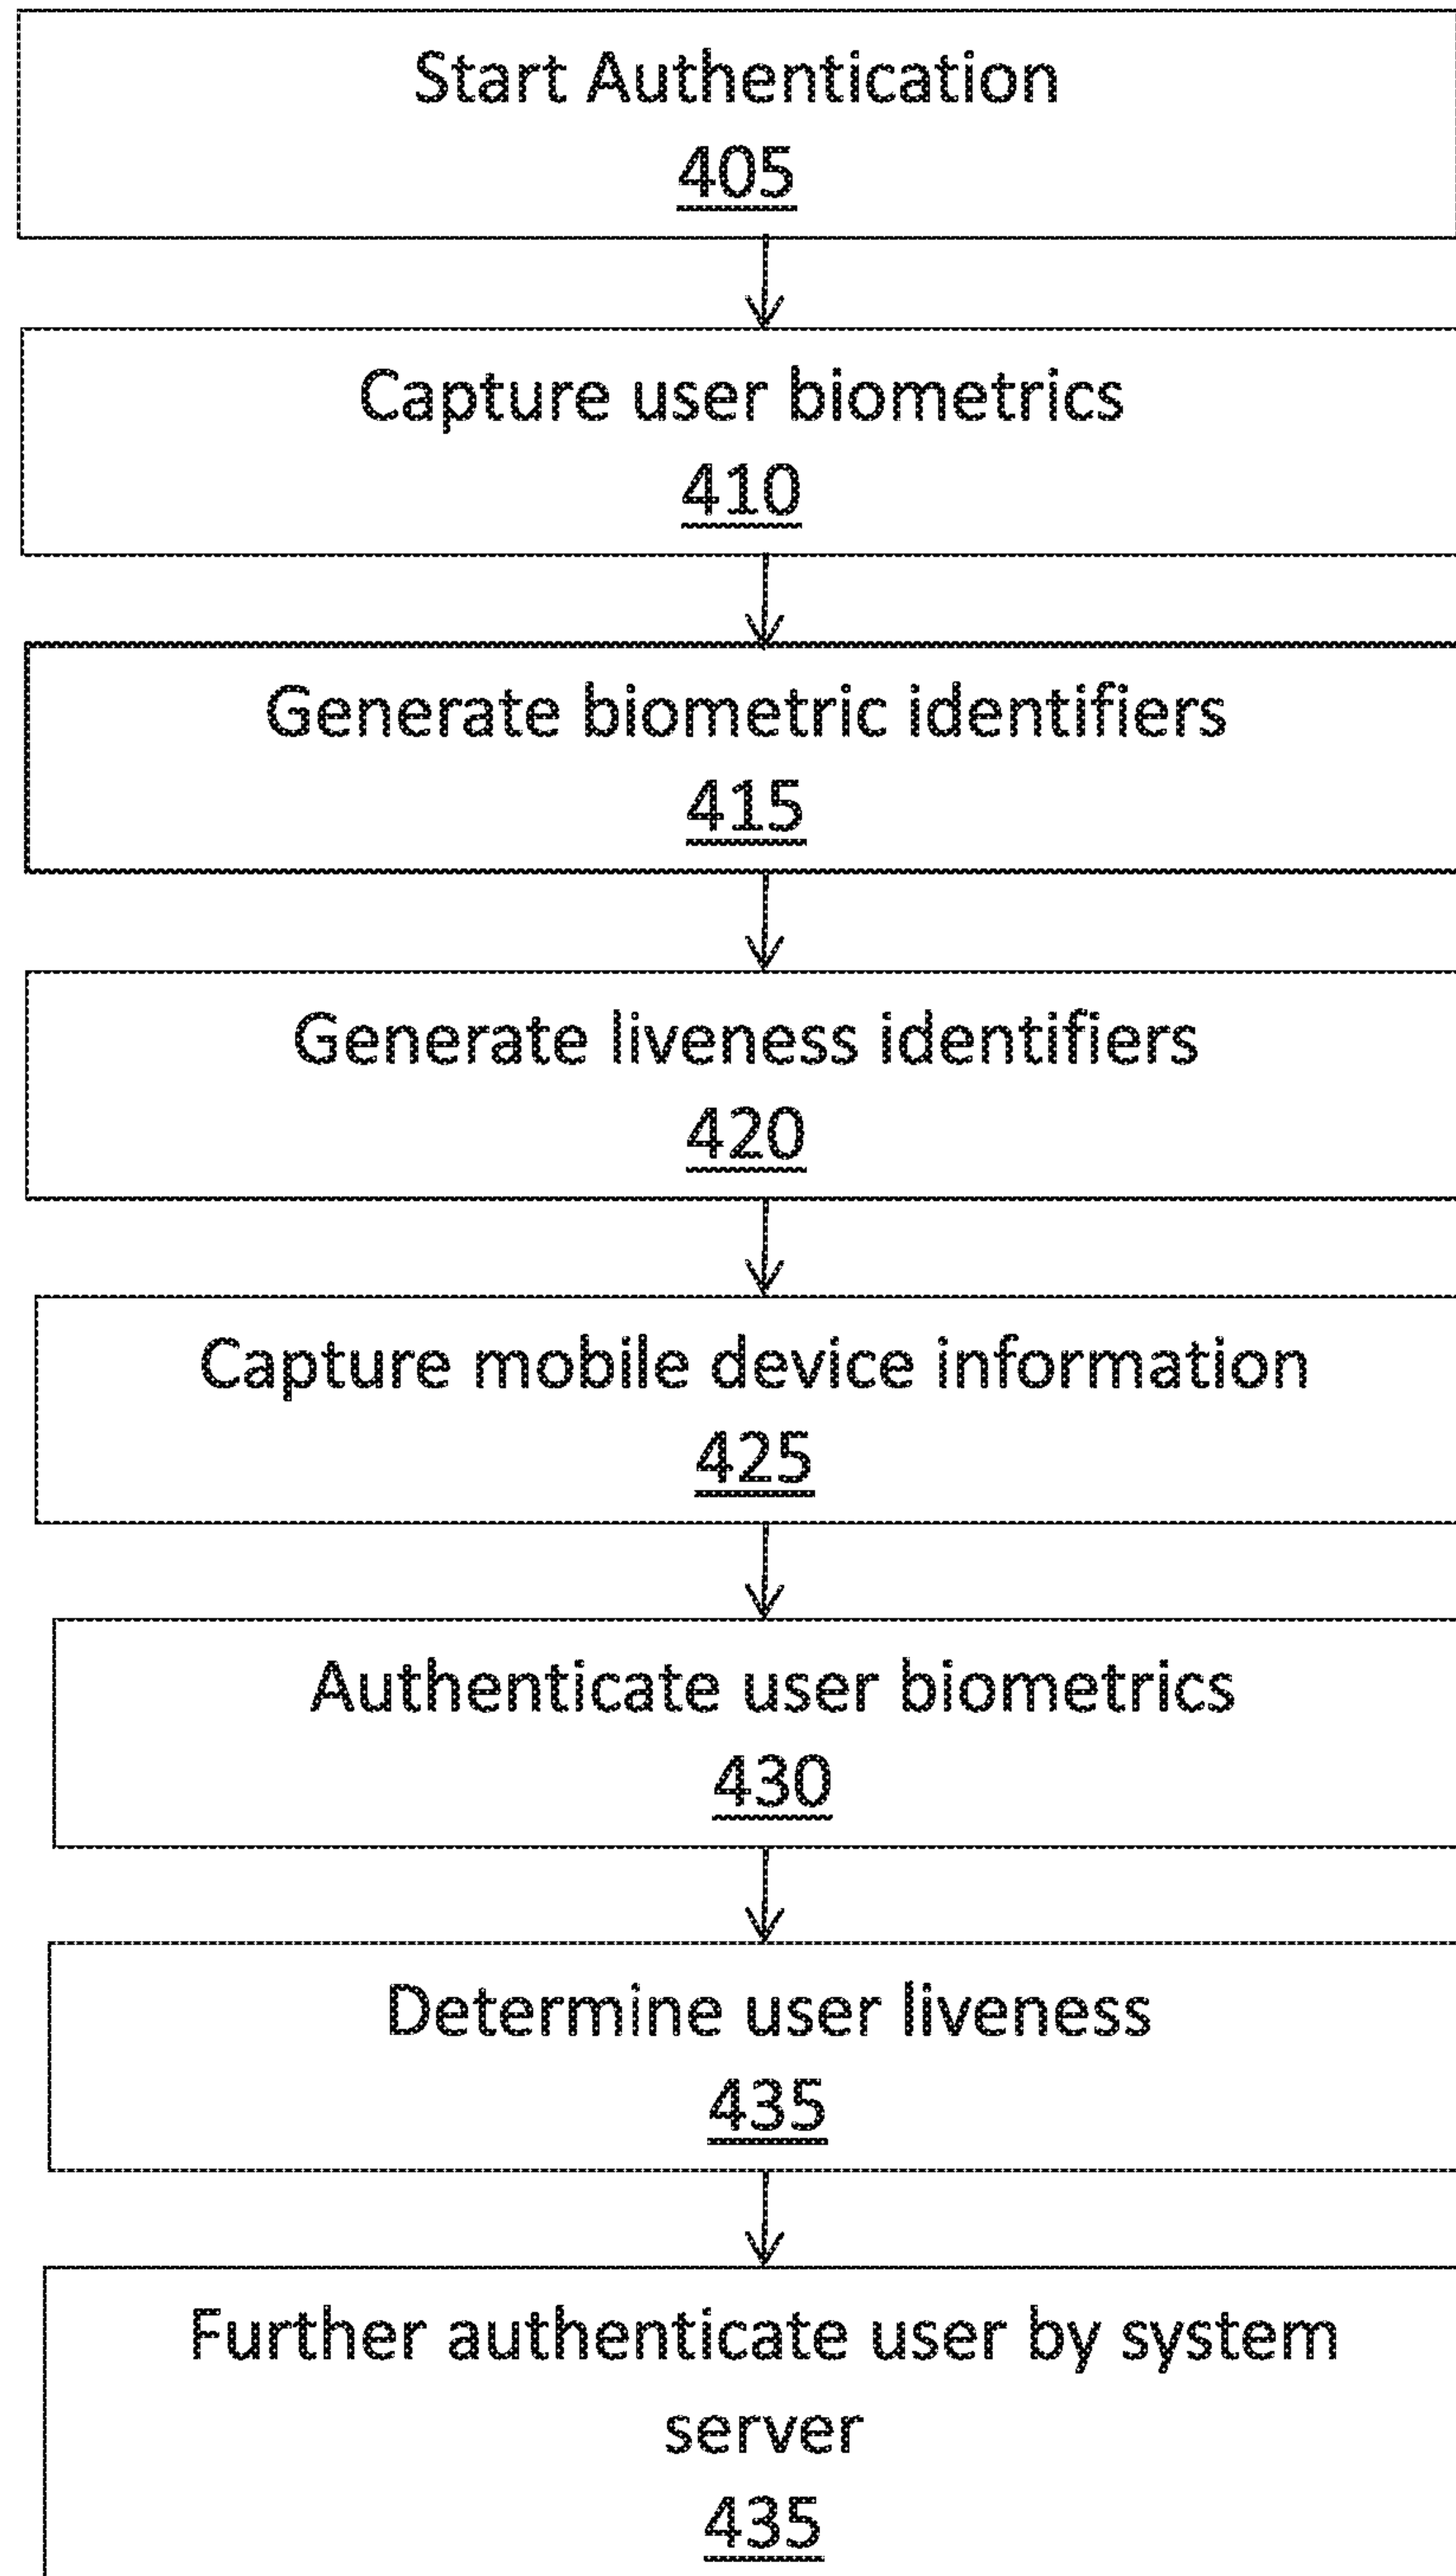 Start Authentication
405
Capture user biometrics
410
Generate biometric identifiers
415
Generate liveness identifiers
420
Capture mobile device information
425
Authenticate user biometrics
430
Determine user liveness
435
Further authenticate user by system
server
435